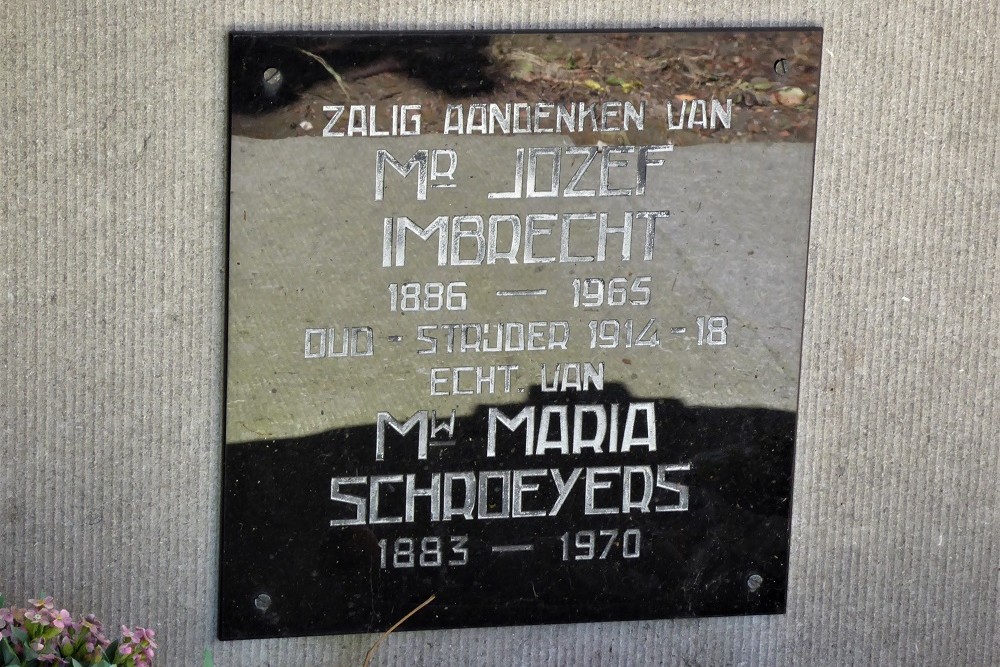 ZALIG AANDENKEN VAN
MR JOZEF
IMBRECHT
1886 — 1965
OUD - STRIJDER 1914 - 18
ECHT. VAN
MW MARIA
SCHROEYERS
1883 — 1970